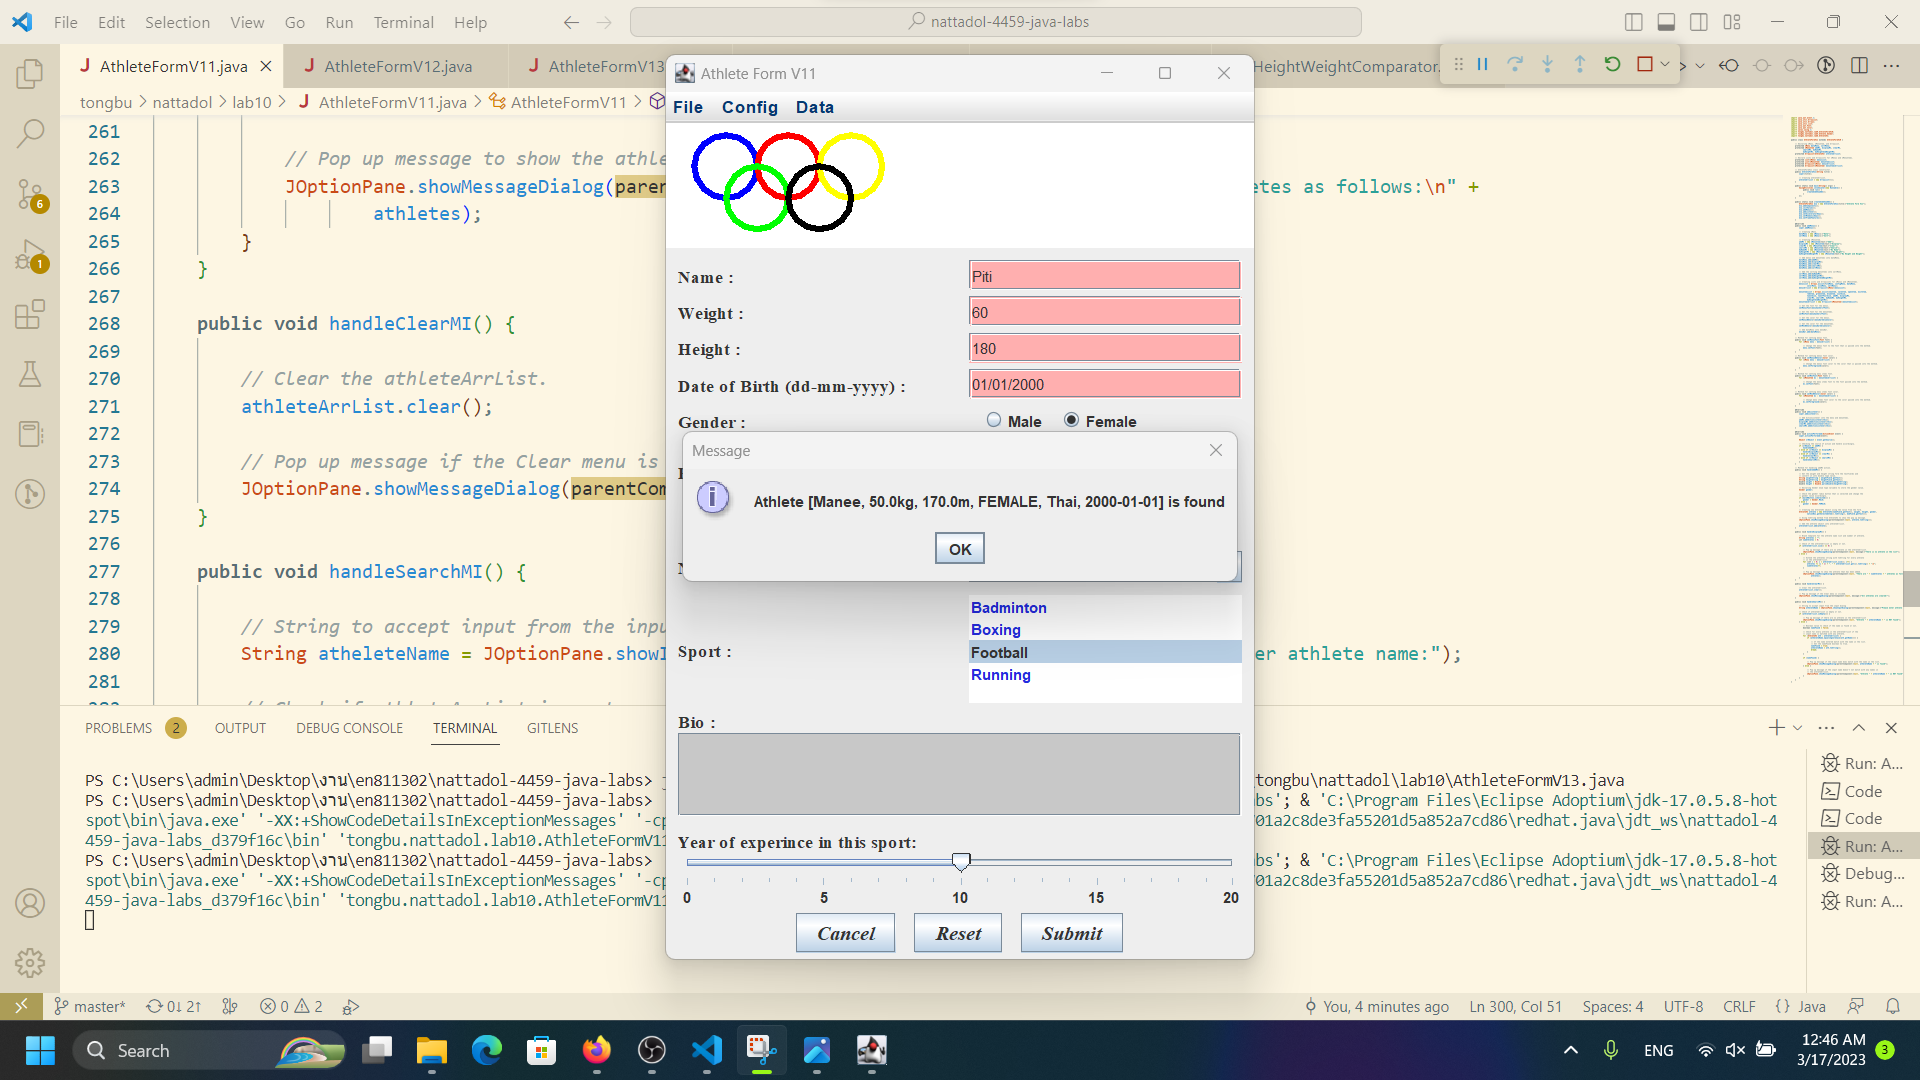 File Edit Selection View Go Run Terminal Help
nattadol-4459-java-labs
AthleteFormV11.java
AthleteFormV12.java
AthleteFormV13
HeightWeightComparator.
tongbu > nattadol > lab10 > AthleteFormV11.java > AthleteFormV11 >
261
262 // Pop up message to show the athle
263 JOptionPane.showMessageDialog(paren etes as follows:\n" +
264 athletes);
265 }
266 }
267
268 public void handleClearMI() {
269
270 // Clear the athleteArrList.
271 athleteArrList.clear();
272
273 // Pop up message if the Clear menu is
274 JOptionPane.showMessageDialog(parentCom
275 }
276
277 public void handleSearchMI() {
278
279 // String to accept input from the inpu
280 String atheleteName = JOptionPane.showI er athlete name:");
281
Athlete Form V11
File Config Data
Name :
Piti
Weight :
60
Height :
180
Date of Birth (dd-mm-yyyy) :
01/01/2000
Gender :
Male
Female
Message
Athlete [Manee, 50.0kg, 170.0m, FEMALE, Thai, 2000-01-01] is found
OK
Badminton
Boxing
Sport :
Football
Running
Bio :
Year of experince in this sport:
0 5 10 15 20
Cancel
Reset
Submit
PROBLEMS 2 OUTPUT DEBUG CONSOLE TERMINAL GITLENS
PS C:\Users\admin\Desktop\งาน\en811302\nattadol-4459-java-labs> tongbu\nattadol\lab10\AthleteFormV13.java
PS C:\Users\admin\Desktop\งาน\en811302\nattadol-4459-java-labs> bs'; & 'C:\Program Files\Eclipse Adoptium\jdk-17.0.5.8-hot
spot\bin\java.exe' '-XX:+ShowCodeDetailsInExceptionMessages' '-cp 01a2c8de3fa55201d5a852a7cd86\redhat.java\jdt_ws\nattadol-4
459-java-labs_d379f16c\bin' 'tongbu.nattadol.lab10.AthleteFormV11
PS C:\Users\admin\Desktop\งาน\en811302\nattadol-4459-java-labs> bs'; & 'C:\Program Files\Eclipse Adoptium\jdk-17.0.5.8-hot
spot\bin\java.exe' '-XX:+ShowCodeDetailsInExceptionMessages' '-cp 01a2c8de3fa55201d5a852a7cd86\redhat.java\jdt_ws\nattadol-4
459-java-labs_d379f16c\bin' 'tongbu.nattadol.lab10.AthleteFormV11
Run: A...
Code
Code
Run: A...
Debug...
Run: A...
6
1
master* 0↓ 2↑ 0 2
You, 4 minutes ago Ln 300, Col 51 Spaces: 4 UTF-8 CRLF {} Java
Search
ENG
12:46 AM
3/17/2023
3